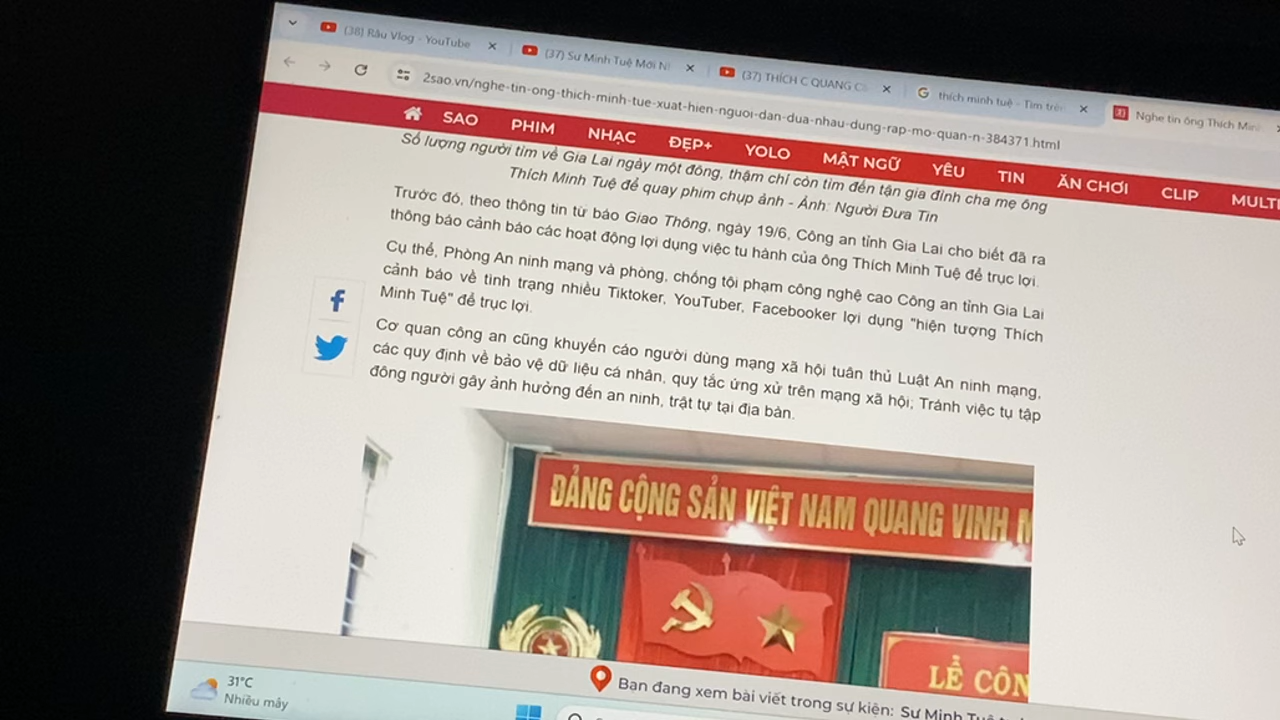 (38) Râu Vlog - YouTube
(37) Sư Minh Tuệ Mới N
(37) THÍCH C QUANG C
thích minh tuệ - Tìm trên
Nghe tin ông Thích Minh
2sao.vn/nghe-tin-ong-thich-minh-tue-xuat-hien-nguoi-dan-dua-nhau-dung-rap-mo-quan-n-384371.html
SAO PHIM NHẠC ĐẸP+ YOLO MẬT NGỮ YÊU TIN ĂN CHƠI CLIP MULTI
Số lượng người tìm về Gia Lai ngày một đông, thậm chí còn tìm đến tận gia đình cha mẹ ông
Thích Minh Tuệ để quay phim chụp ảnh - Ảnh: Người Đưa Tin
Trước đó, theo thông tin từ báo Giao Thông, ngày 19/6, Công an tỉnh Gia Lai cho biết đã ra
thông báo cảnh báo các hoạt động lợi dụng việc tu hành của ông Thích Minh Tuệ để trục lợi.
Cụ thể, Phòng An ninh mạng và phòng, chống tội phạm công nghệ cao Công an tỉnh Gia Lai
cảnh báo về tình trạng nhiều Tiktoker, YouTuber, Facebooker lợi dụng "hiện tượng Thích
Minh Tuệ" để trục lợi.
Cơ quan công an cũng khuyến cáo người dùng mạng xã hội tuân thủ Luật An ninh mạng,
các quy định về bảo vệ dữ liệu cá nhân, quy tắc ứng xử trên mạng xã hội; Tránh việc tụ tập
đông người gây ảnh hưởng đến an ninh, trật tự tại địa bàn.
ĐẢNG CỘNG SẢN VIỆT NAM QUANG VINH M
LỄ CÔN
Bạn đang xem bài viết trong sự kiện: Sư Minh Tuệ
31°C
Nhiều mây